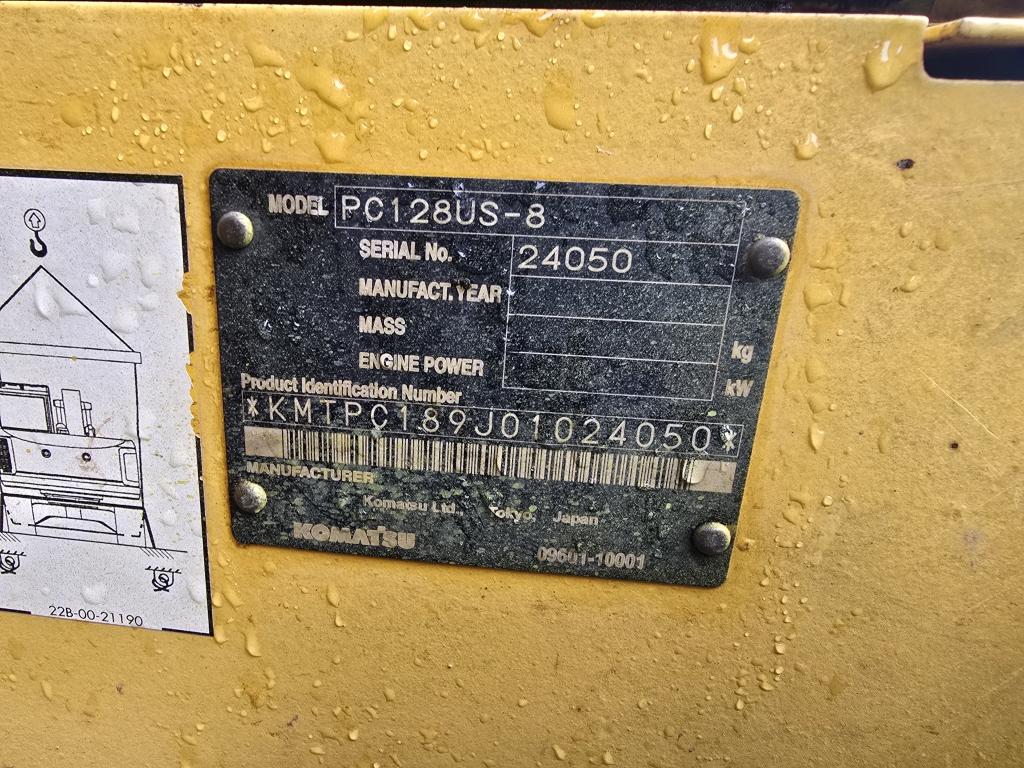 MODEL PC128US-8
SERIAL No. 24050
MANUFACT. YEAR
MASS kg
ENGINE POWER kW
Product Identification Number
*KMTPC189J01024050*
MANUFACTURER
Komatsu Ltd. Tokyo, Japan
KOMATSU
09601-10001
22B-00-21190